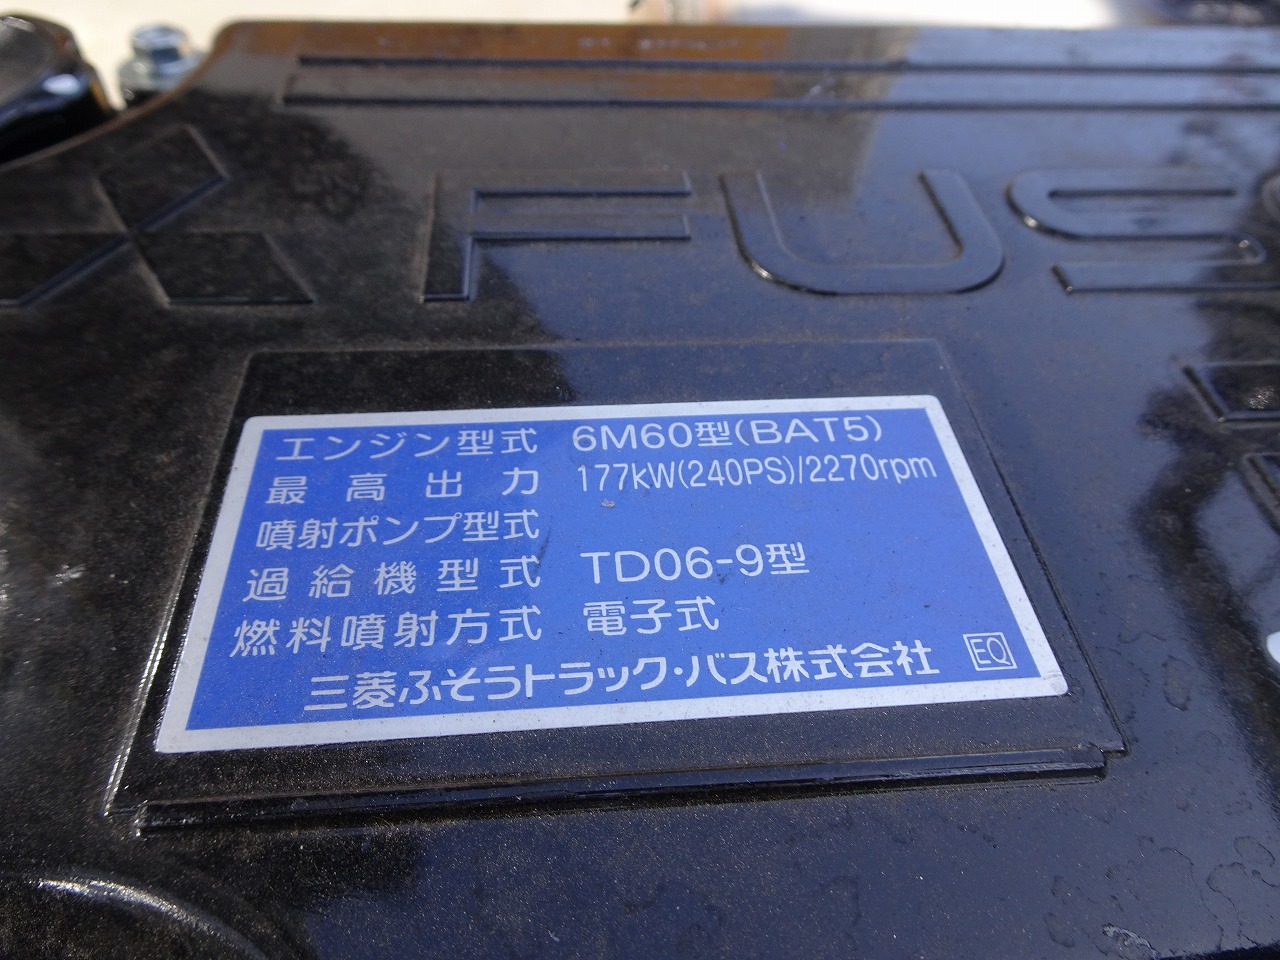 FUS
エンジン型式 6M60型(BAT5)
最高出力 177kW(240PS)/2270rpm
噴射ポンプ型式
過給機型式 TD06-9型
燃料噴射方式 電子式
三菱ふそうトラック・バス株式会社 EQ